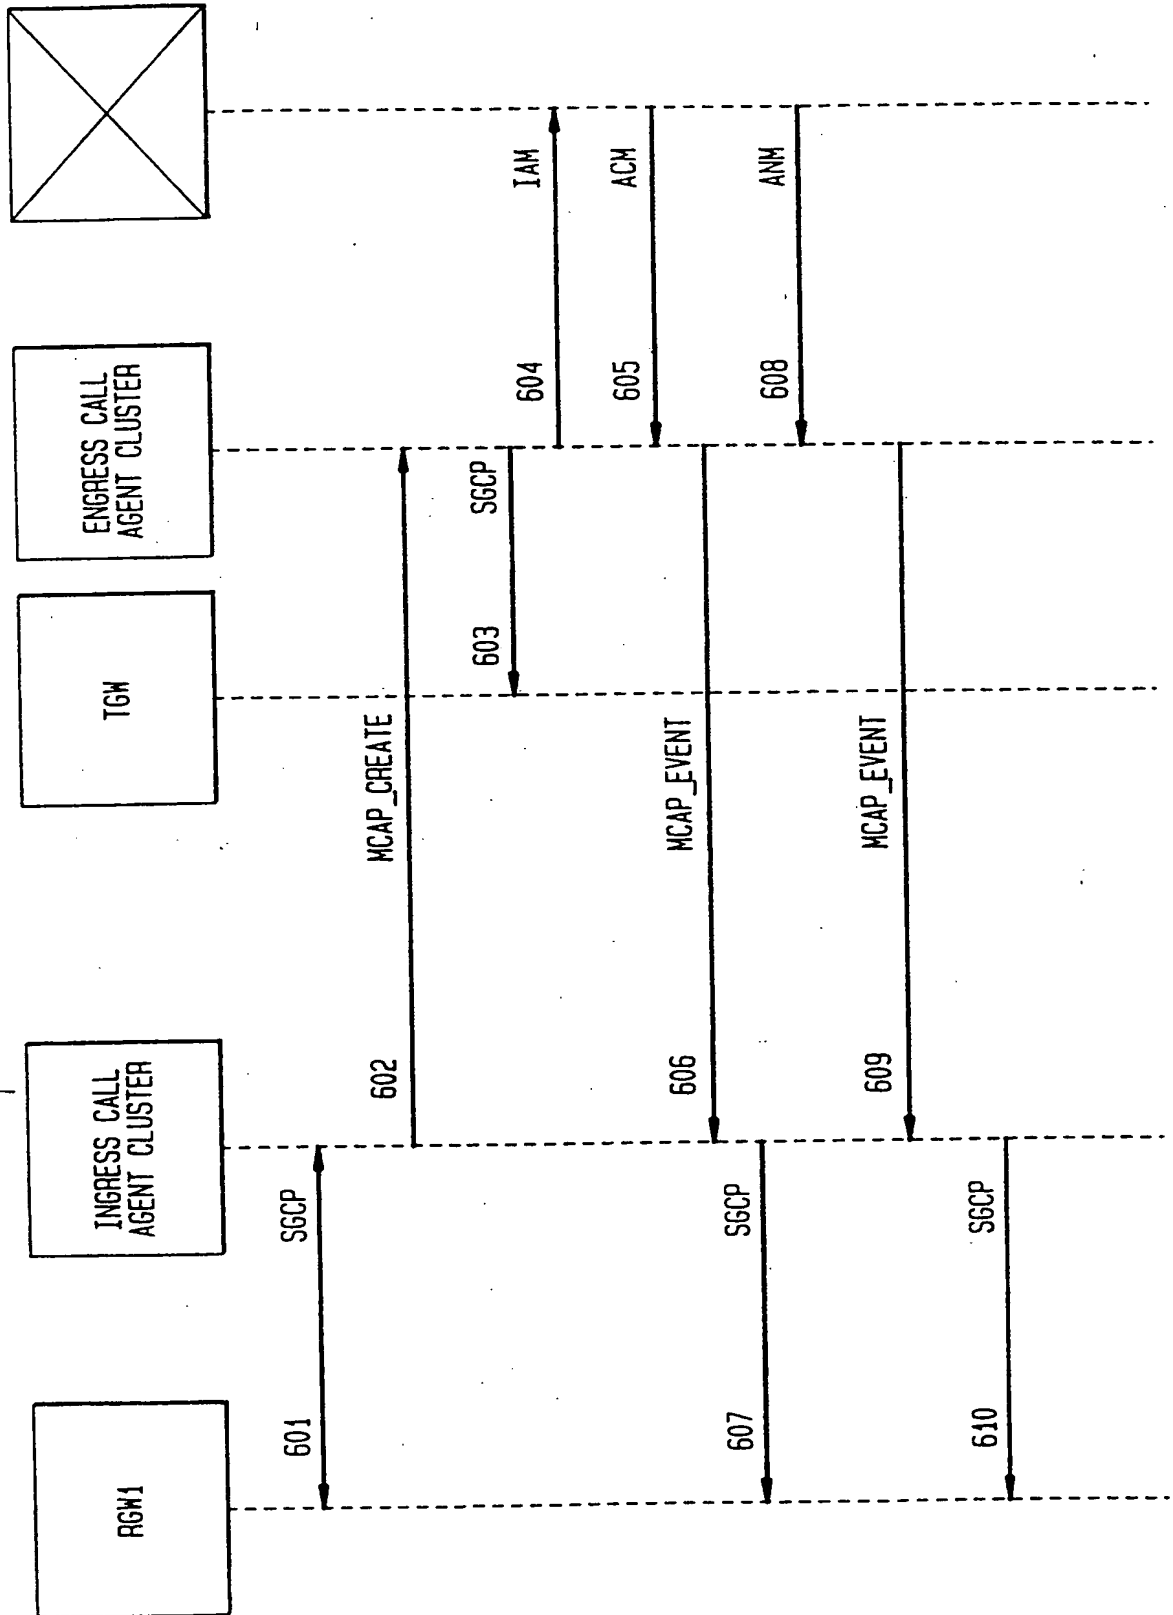 RGW1
INGRESS CALL
AGENT CLUSTER
TGW
ENGRESS CALL
AGENT CLUSTER
601
SGCP
602
MCAP_CREATE
603
SGCP
604
IAM
605
ACM
606
MCAP_EVENT
607
SGCP
608
ANM
609
MCAP_EVENT
610
SGCP